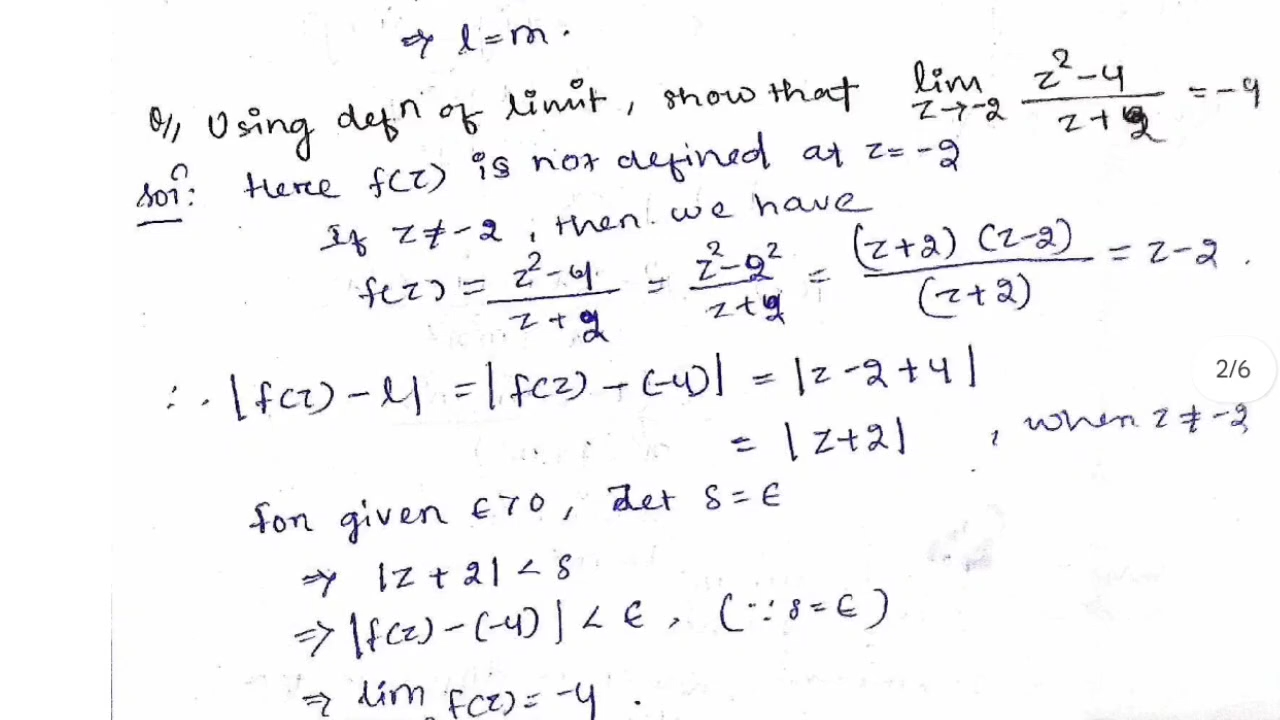 ⇒ l = m.
Q/, Using defⁿ of limit, show that lim z→-2 (z²-4)/(z+2) = -4
Solⁿ: Here f(z) is not defined at z = -2
If z ≠ -2, then we have
f(z) = (z²-4)/(z+2) = (z²-2²)/(z+2) = (z+2)(z-2)/(z+2) = z-2.
∴ |f(z) - l| = |f(z) - (-4)| = |z-2+4|
2/6
= |z+2| , when z ≠ -2
for given ε>0, Let δ = ε
⇒ |z+2| < δ
⇒ |f(z) - (-4)| < ε, (∵ δ = ε)
⇒ lim f(z) = -4.